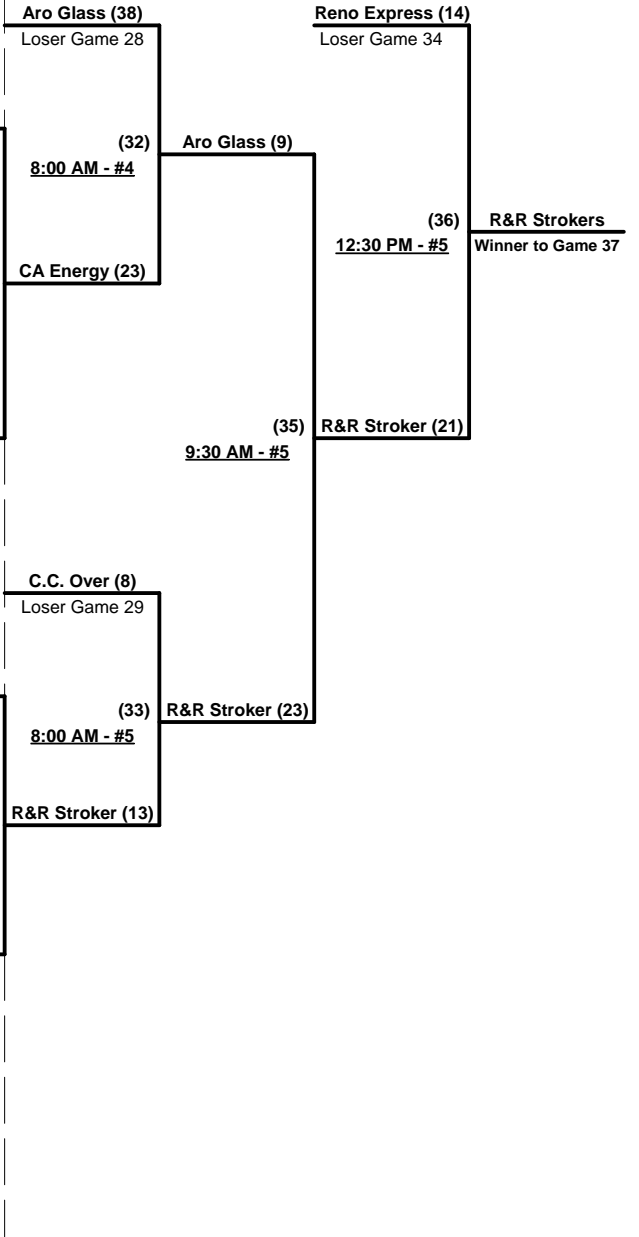 Aro Glass (38)
Loser Game 28
(32)
8:00 AM - #4
CA Energy (23)
Aro Glass (9)
C.C. Over (8)
Loser Game 29
(33)
8:00 AM - #5
R&R Stroker (13)
R&R Stroker (23)
(35)
9:30 AM - #5
Reno Express (14)
Loser Game 34
(36)
12:30 PM - #5
R&R Stroker (21)
R&R Strokers
Winner to Game 37